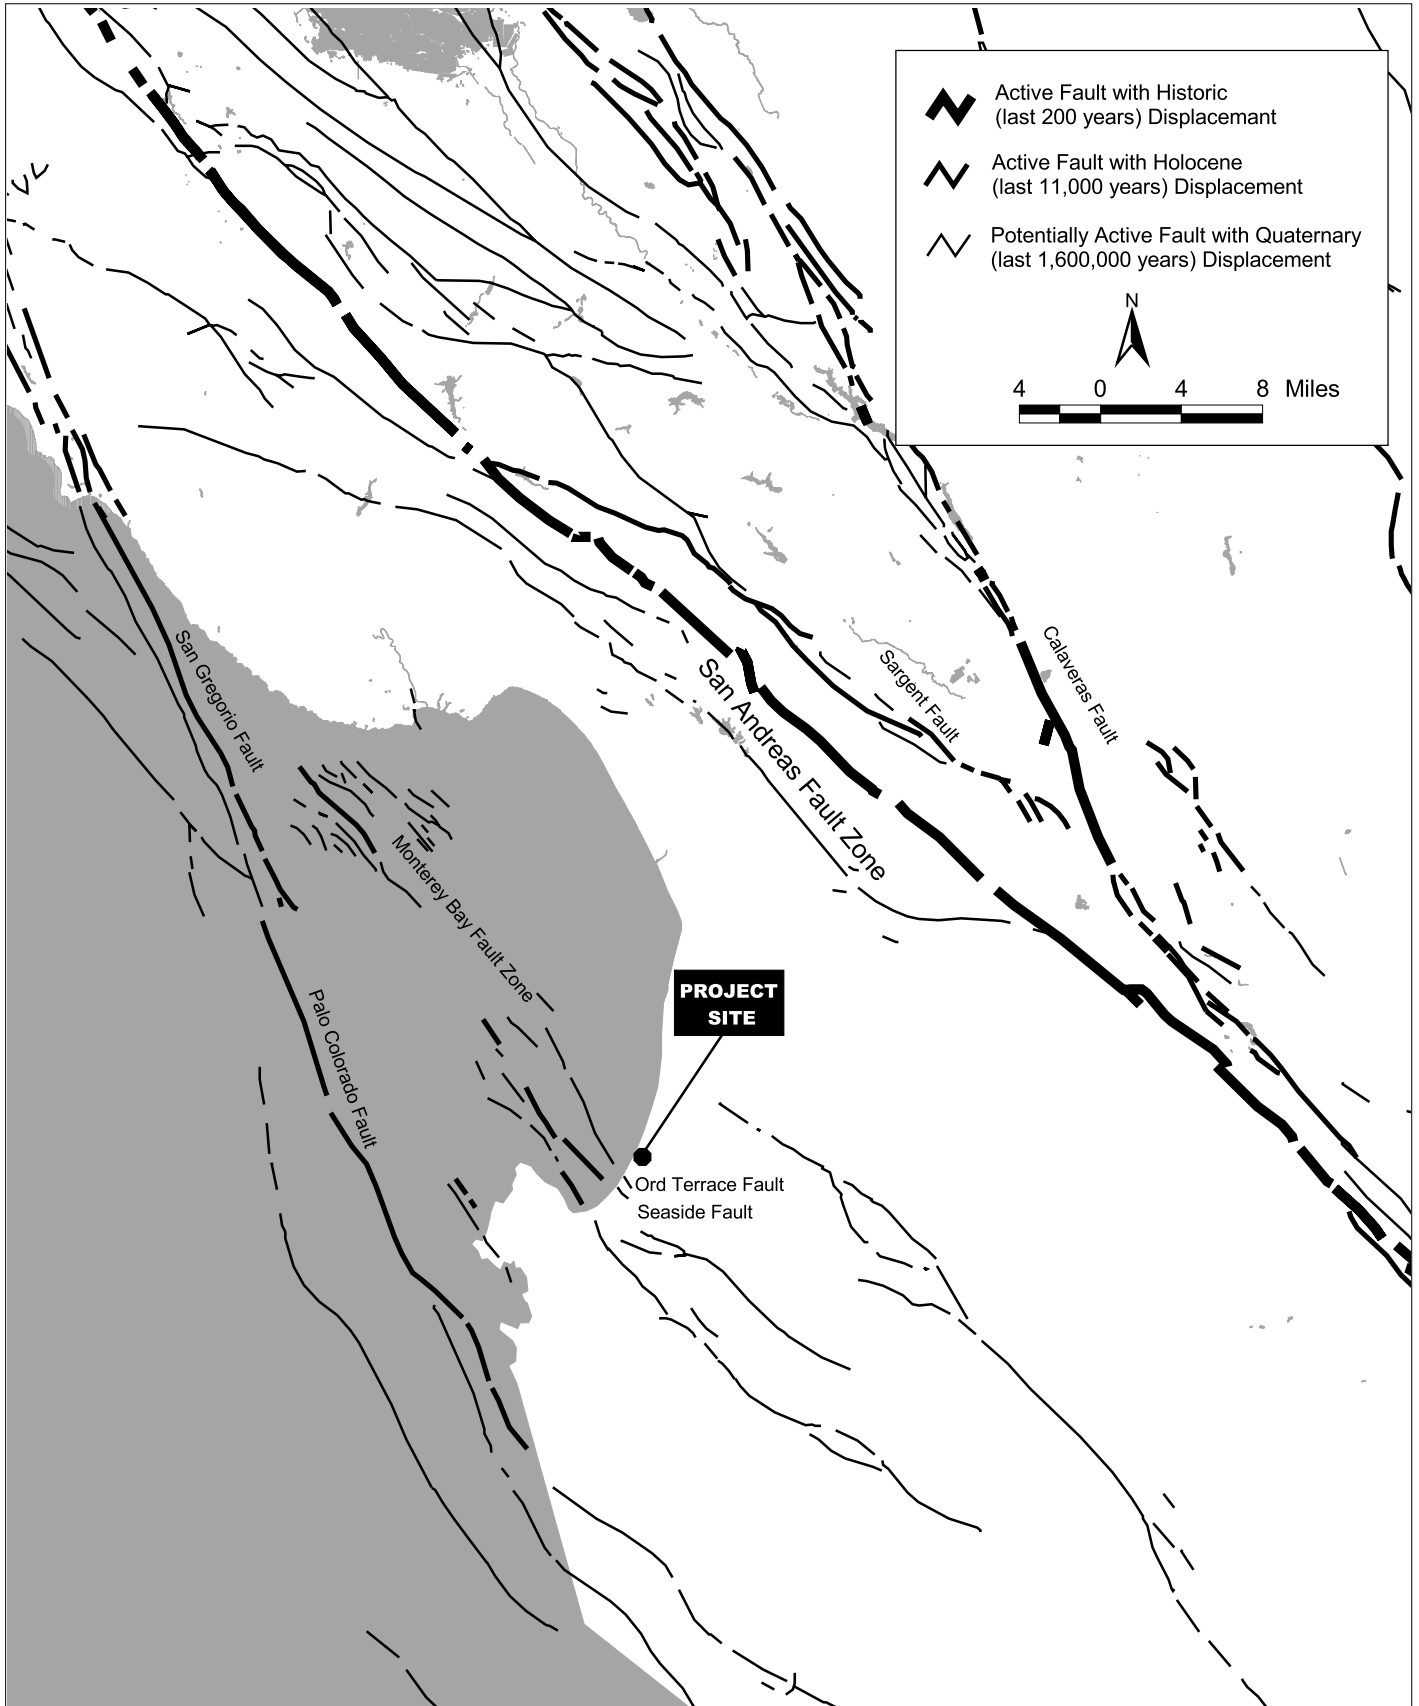 Active Fault with Historic
(last 200 years) Displacemant
Active Fault with Holocene
(last 11,000 years) Displacement
Potentially Active Fault with Quaternary
(last 1,600,000 years) Displacement
N
4 0 4 8 Miles
San Gregorio Fault
San Andreas Fault Zone
Sargent Fault
Calaveras Fault
Monterey Bay Fault Zone
Palo Colorado Fault
PROJECT
SITE
Ord Terrace Fault
Seaside Fault